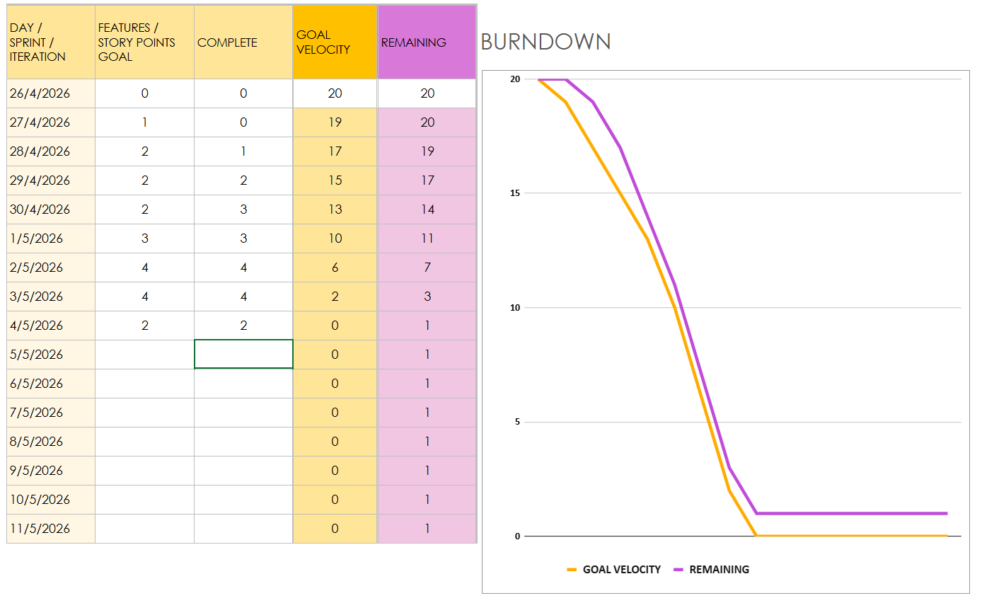 DAY / SPRINT / ITERATION FEATURES / STORY POINTS GOAL COMPLETE GOAL VELOCITY REMAINING
26/4/2026 0 0 20 20
27/4/2026 1 0 19 20
28/4/2026 2 1 17 19
29/4/2026 2 2 15 17
30/4/2026 2 3 13 14
1/5/2026 3 3 10 11
2/5/2026 4 4 6 7
3/5/2026 4 4 2 3
4/5/2026 2 2 0 1
5/5/2026 0 1
6/5/2026 0 1
7/5/2026 0 1
8/5/2026 0 1
9/5/2026 0 1
10/5/2026 0 1
11/5/2026 0 1
BURNDOWN
20
15
10
5
0
GOAL VELOCITY REMAINING